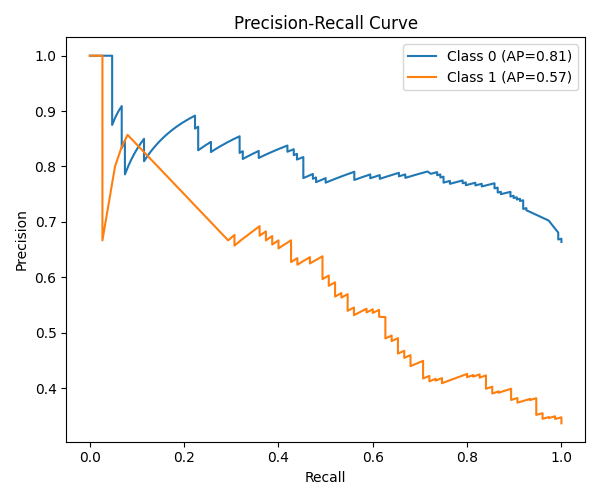 Precision-Recall Curve
Class 0 (AP=0.81)
Class 1 (AP=0.57)
Precision
1.0
0.9
0.8
0.7
0.6
0.5
0.4
0.0 0.2 0.4 0.6 0.8 1.0
Recall